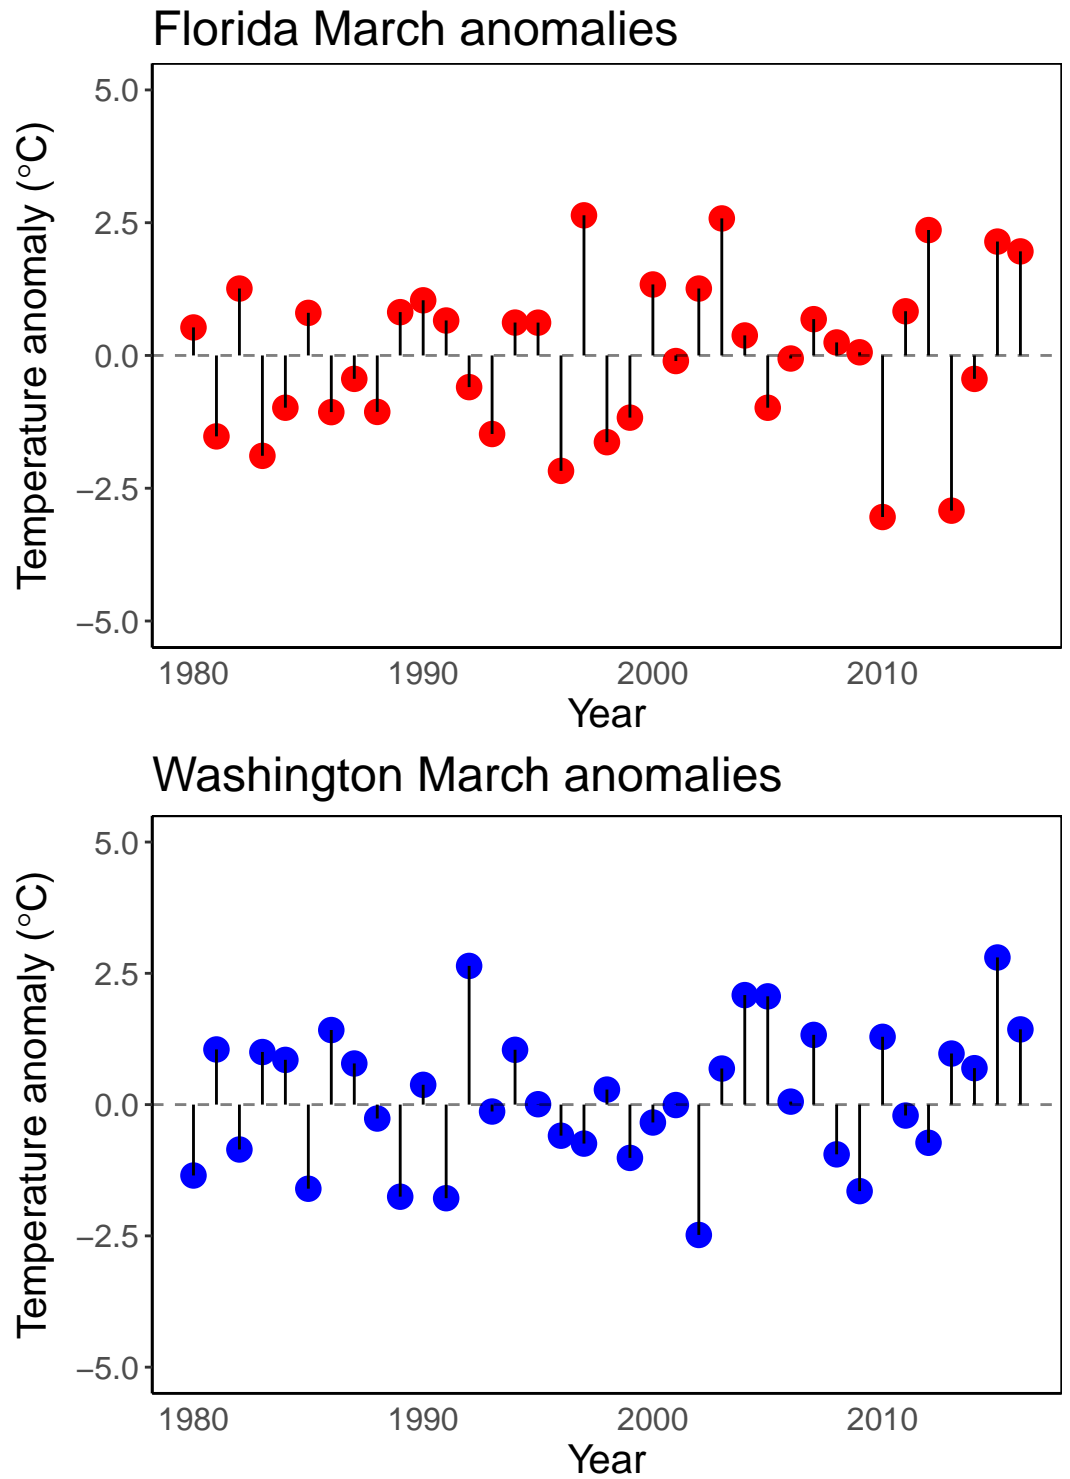 Florida March anomalies
Temperature anomaly (°C)
5.0
2.5
0.0
−2.5
−5.0
1980 1990 2000 2010
Year
Washington March anomalies
Temperature anomaly (°C)
5.0
2.5
0.0
−2.5
−5.0
1980 1990 2000 2010
Year